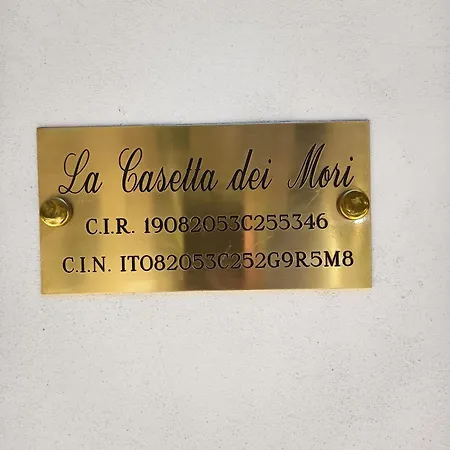 La Casetta dei Mori
C.I.R. 19082053C255346
C.I.N. IT082053C252G9R5M8